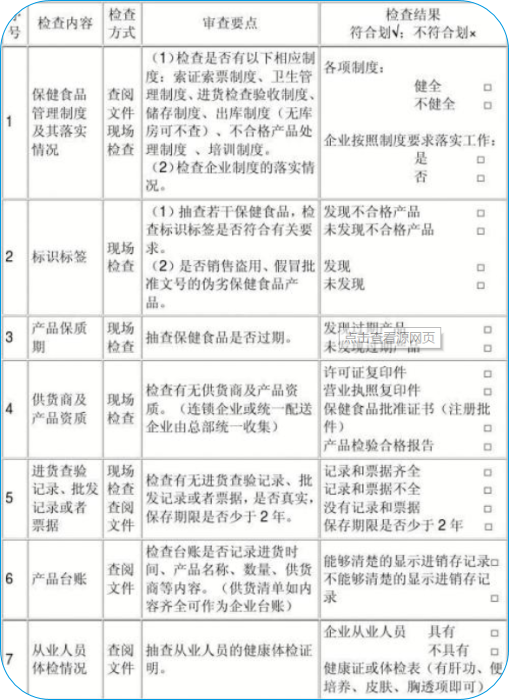 号 检查内容 检查方式 审查要点 检查结果
符合划√；不符合划×
1
保健食品
管理制度
及其落实
情况
查阅
文件
现场
检查
（1）检查是否有以下相应制
度：索证索票制度、卫生管
理制度、进货检查验收制度、
储存制度、出库制度（无库
房可不查）、不合格产品处
理制度 、培训制度。
（2）检查企业制度的落实情
况。
各项制度：
健全 □
不健全 □
企业按照制度要求落实工作：
是 □
否 □
2
标识标签
现场
检查
（1）抽查若干保健食品，检
查标识标签是否符合有关要
求。
（2）是否销售盗用、假冒批
准文号的伪劣保健食品产
品。
发现不合格产品 □
未发现不合格产品 □
发现 □
未发现 □
3
产品保质
期
现场
检查
抽查保健食品是否过期。
发现过期产品 □
未发现过期产品 □
点击查看源网页
4
供货商及
产品资质
现场
检查
检查有无供货商及产品资
质。（连锁企业或统一配送
企业由总部统一收集）
许可证复印件 □
营业执照复印件 □
保健食品批准证书（注册批
件） □
产品检验合格报告 □
5
进货查验
记录、批发
记录或者
票据
现场
检查
查阅
文件
检查有无进货查验记录、批
发记录或者票据，是否真实，
保存期限是否少于 2 年。
记录和票据齐全 □
记录和票据不全 □
没有记录和票据 □
保存期限是否少于 2 年 □
6
产品台账
查阅
文件
检查台账是否记录进货时
间、产品名称、数量、供货
商等内容。（供货清单如内
容齐全可作为企业台账）
能够清楚的显示进销存记录□
不能够清楚的显示进销存记
录 □
7
从业人员
体检情况
查阅
文件
抽查从业人员的健康体检证
明。
企业从业人员 具有 □
不具有 □
健康证或体检表（有肝功、便
培养、皮肤、胸透项即可）